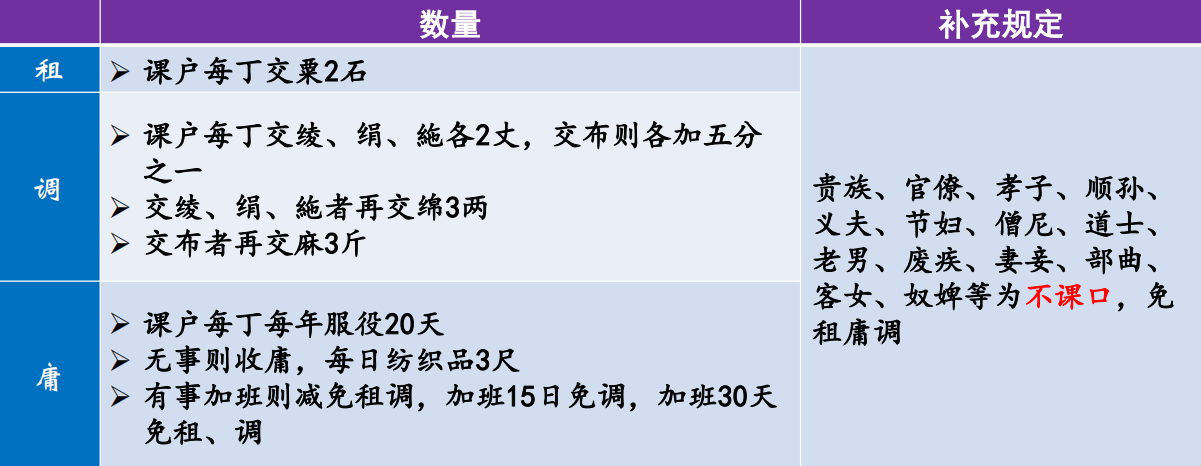 数量
补充规定
租
➢ 课户每丁交粟2石
调
➢ 课户每丁交绫、绢、絁各2丈，交布则各加五分
之一
➢ 交绫、绢、絁者再交绵3两
➢ 交布者再交麻3斤
庸
➢ 课户每丁每年服役20天
➢ 无事则收庸，每日纺织品3尺
➢ 有事加班则减免租调，加班15日免调，加班30天
免租、调
贵族、官僚、孝子、顺孙、
义夫、节妇、僧尼、道士、
老男、废疾、妻妾、部曲、
客女、奴婢等为不课口，免
租庸调